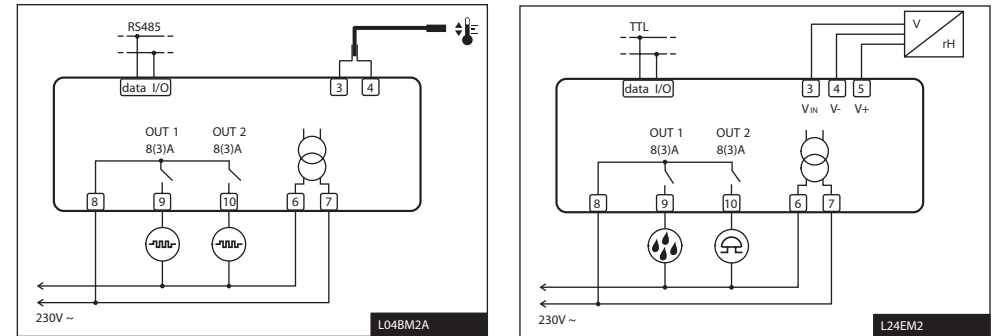 RS485
data I/O
3 4
OUT 1 OUT 2
8(3)A 8(3)A
8 9 10 6 7
230V ~
L04BM2A
TTL
V
rH
data I/O
3 4 5
VIN V- V+
OUT 1 OUT 2
8(3)A 8(3)A
8 9 10 6 7
230V ~
L24EM2